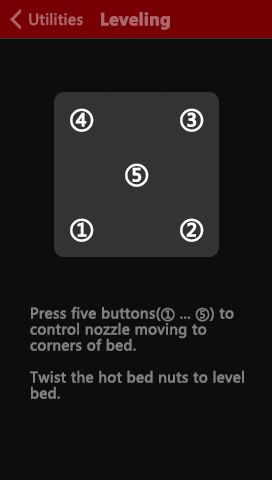 Utilities Leveling
④ ③
⑤
① ②
Press five buttons(① ... ⑤) to
control nozzle moving to
corners of bed.
Twist the hot bed nuts to level
bed.